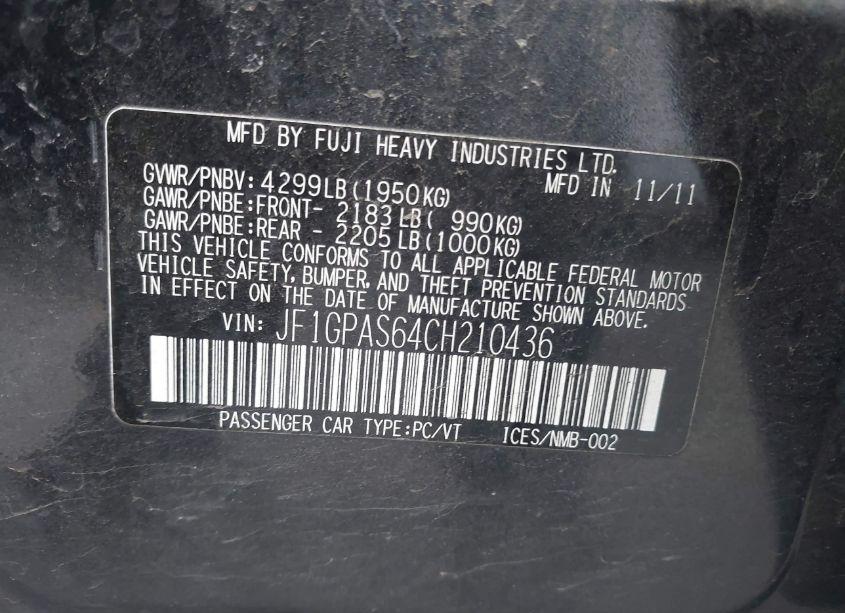 MFD BY FUJI HEAVY INDUSTRIES LTD.
GVWR/PNBV: 4299LB(1950KG) MFD IN 11/11
GAWR/PNBE:FRONT- 2183LB( 990KG)
GAWR/PNBE:REAR - 2205LB(1000KG)
THIS VEHICLE CONFORMS TO ALL APPLICABLE FEDERAL MOTOR
VEHICLE SAFETY, BUMPER, AND THEFT PREVENTION STANDARDS
IN EFFECT ON THE DATE OF MANUFACTURE SHOWN ABOVE.
VIN: JF1GPAS64CH210436
PASSENGER CAR TYPE:PC/VT ICES/NMB-002